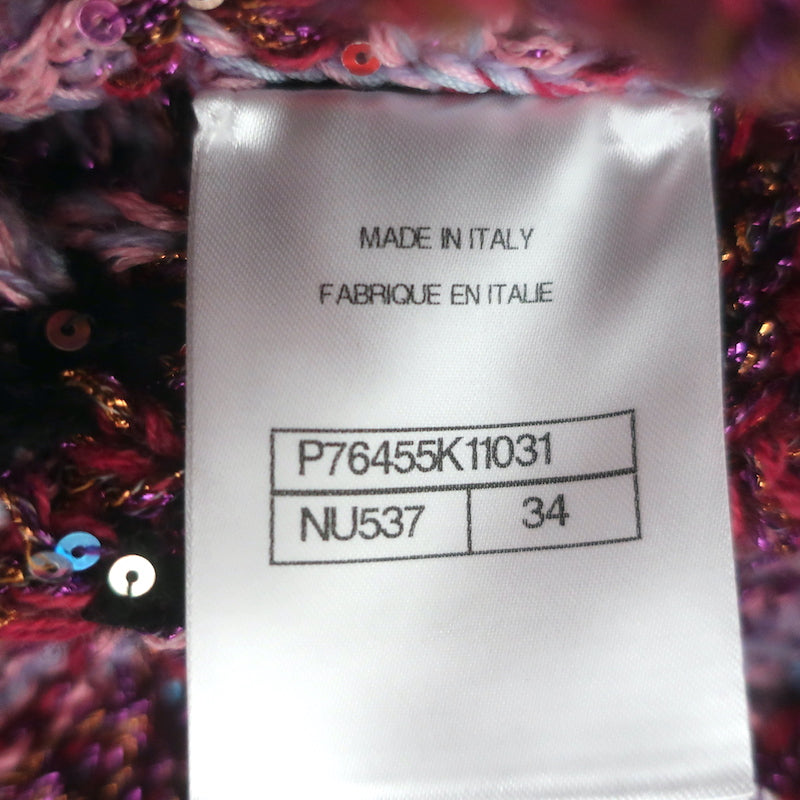 MADE IN ITALY
FABRIQUE EN ITALIE
P76455K11031
NU537 34